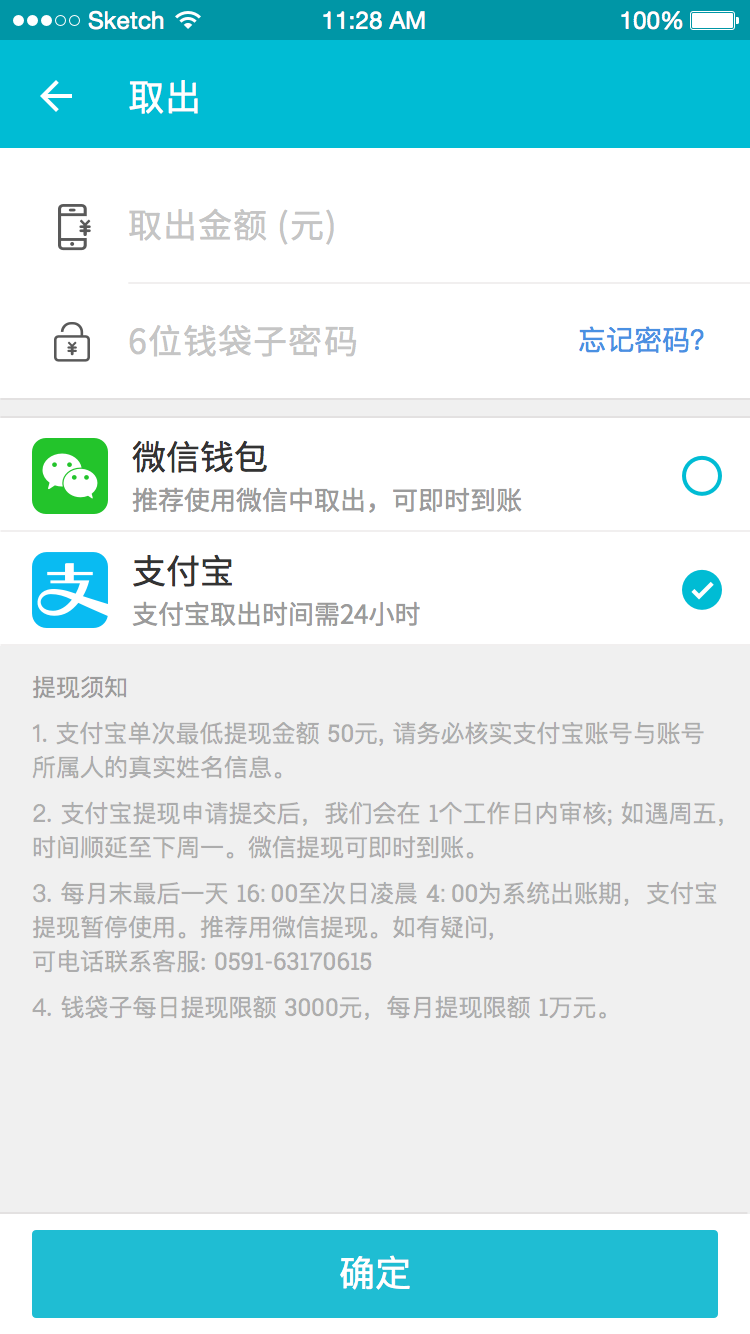 Sketch 11:28 AM 100%
取出
取出金额 (元)
¥
6位钱袋子密码 忘记密码?
¥
微信钱包
推荐使用微信中取出，可即时到账
支
支付宝
支付宝取出时间需24小时
提现须知
1. 支付宝单次最低提现金额 50元, 请务必核实支付宝账号与账号
所属人的真实姓名信息。
2. 支付宝提现申请提交后，我们会在 1个工作日内审核; 如遇周五,
时间顺延至下周一。微信提现可即时到账。
3. 每月末最后一天 16:00至次日凌晨 4:00为系统出账期，支付宝
提现暂停使用。推荐用微信提现。如有疑问,
可电话联系客服: 0591-63170615
4. 钱袋子每日提现限额 3000元，每月提现限额 1万元。
确定